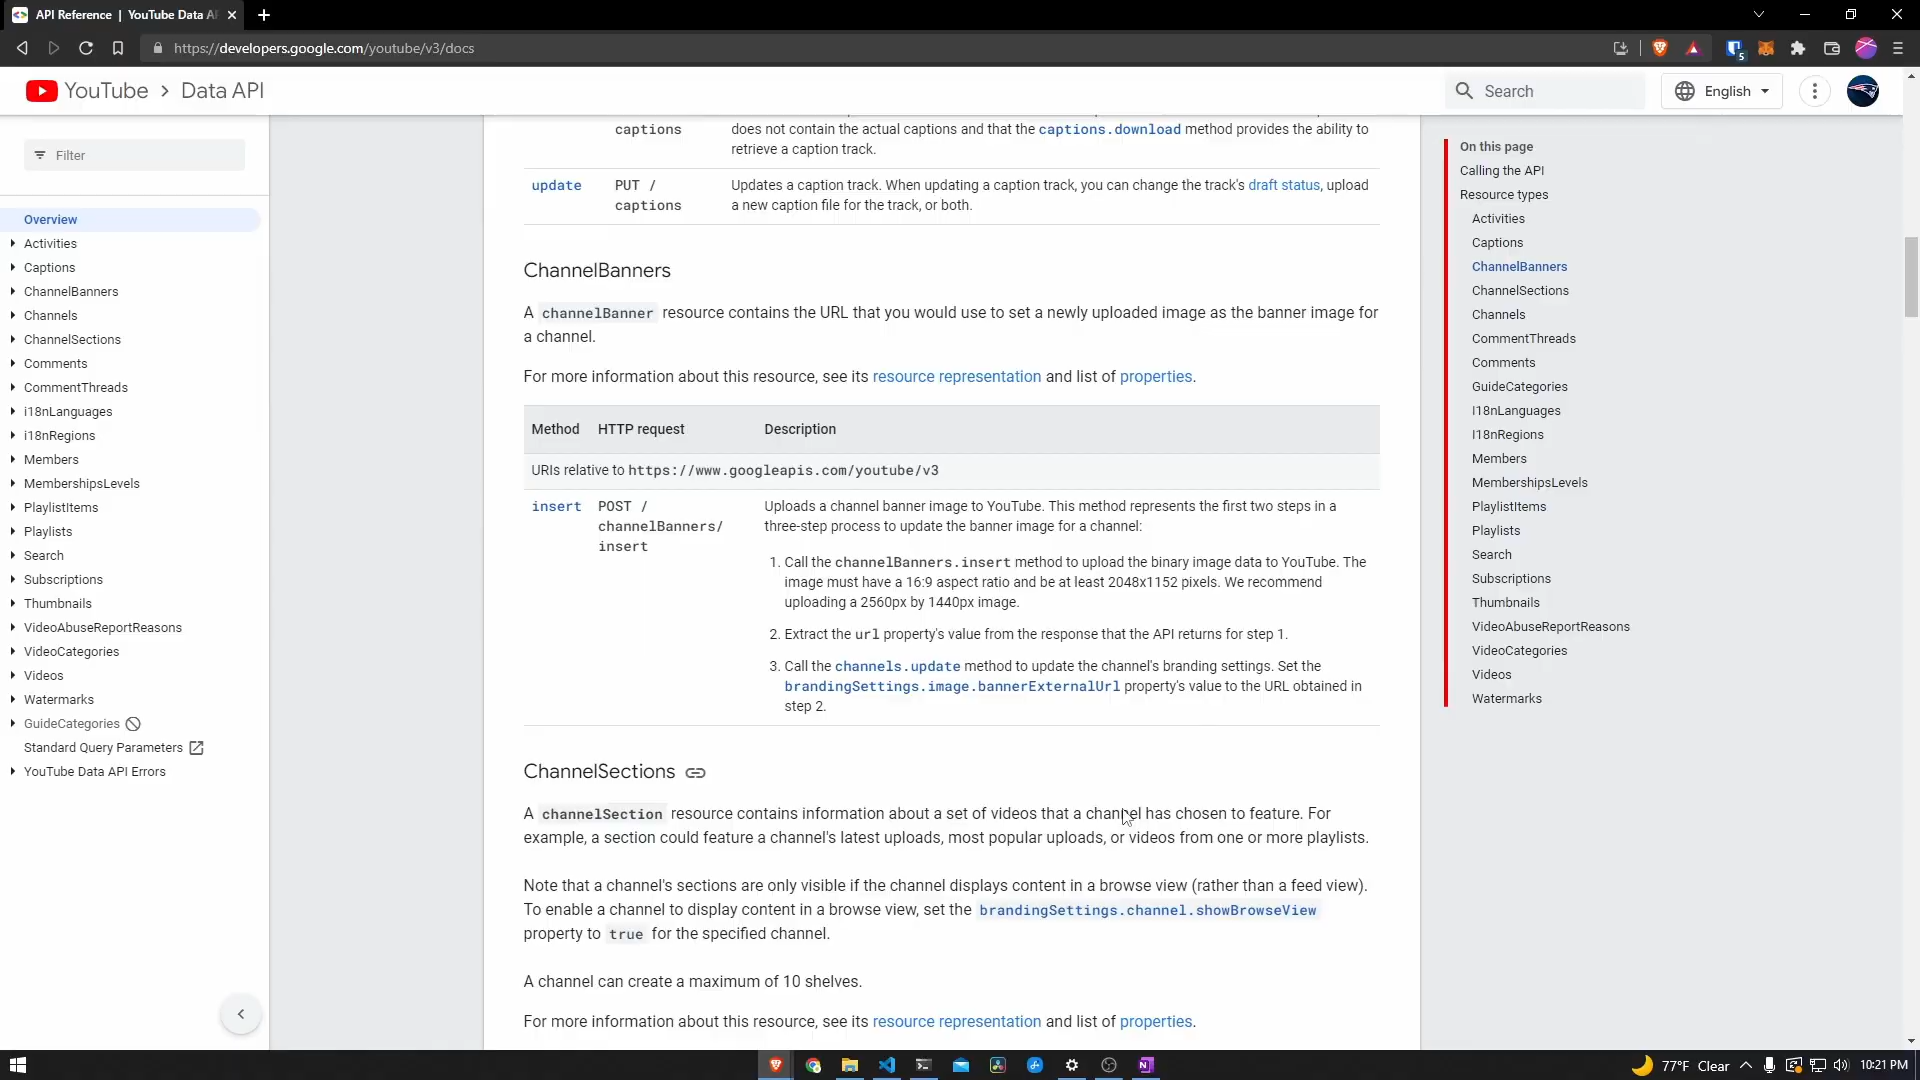 API Reference | YouTube Data A
https://developers.google.com/youtube/v3/docs
5
YouTube > Data API
Search
English
Filter
Overview
Activities
Captions
ChannelBanners
Channels
ChannelSections
Comments
CommentThreads
i18nLanguages
i18nRegions
Members
MembershipsLevels
PlaylistItems
Playlists
Search
Subscriptions
Thumbnails
VideoAbuseReportReasons
VideoCategories
Videos
Watermarks
GuideCategories
Standard Query Parameters
YouTube Data API Errors
captions
does not contain the actual captions and that the captions.download method provides the ability to
retrieve a caption track.
update
PUT /
captions
Updates a caption track. When updating a caption track, you can change the track's draft status, upload
a new caption file for the track, or both.
ChannelBanners
A channelBanner resource contains the URL that you would use to set a newly uploaded image as the banner image for
a channel.
For more information about this resource, see its resource representation and list of properties.
Method HTTP request Description
URIs relative to https://www.googleapis.com/youtube/v3
insert
POST /
channelBanners/
insert
Uploads a channel banner image to YouTube. This method represents the first two steps in a
three-step process to update the banner image for a channel:
1. Call the channelBanners.insert method to upload the binary image data to YouTube. The
image must have a 16:9 aspect ratio and be at least 2048x1152 pixels. We recommend
uploading a 2560px by 1440px image.
2. Extract the url property's value from the response that the API returns for step 1.
3. Call the channels.update method to update the channel's branding settings. Set the
brandingSettings.image.bannerExternalUrl property's value to the URL obtained in
step 2.
ChannelSections
A channelSection resource contains information about a set of videos that a channel has chosen to feature. For
example, a section could feature a channel's latest uploads, most popular uploads, or videos from one or more playlists.
Note that a channel's sections are only visible if the channel displays content in a browse view (rather than a feed view).
To enable a channel to display content in a browse view, set the brandingSettings.channel.showBrowseView
property to true for the specified channel.
A channel can create a maximum of 10 shelves.
For more information about this resource, see its resource representation and list of properties.
On this page
Calling the API
Resource types
Activities
Captions
ChannelBanners
ChannelSections
Channels
CommentThreads
Comments
GuideCategories
I18nLanguages
I18nRegions
Members
MembershipsLevels
PlaylistItems
Playlists
Search
Subscriptions
Thumbnails
VideoAbuseReportReasons
VideoCategories
Videos
Watermarks
77°F Clear
10:21 PM